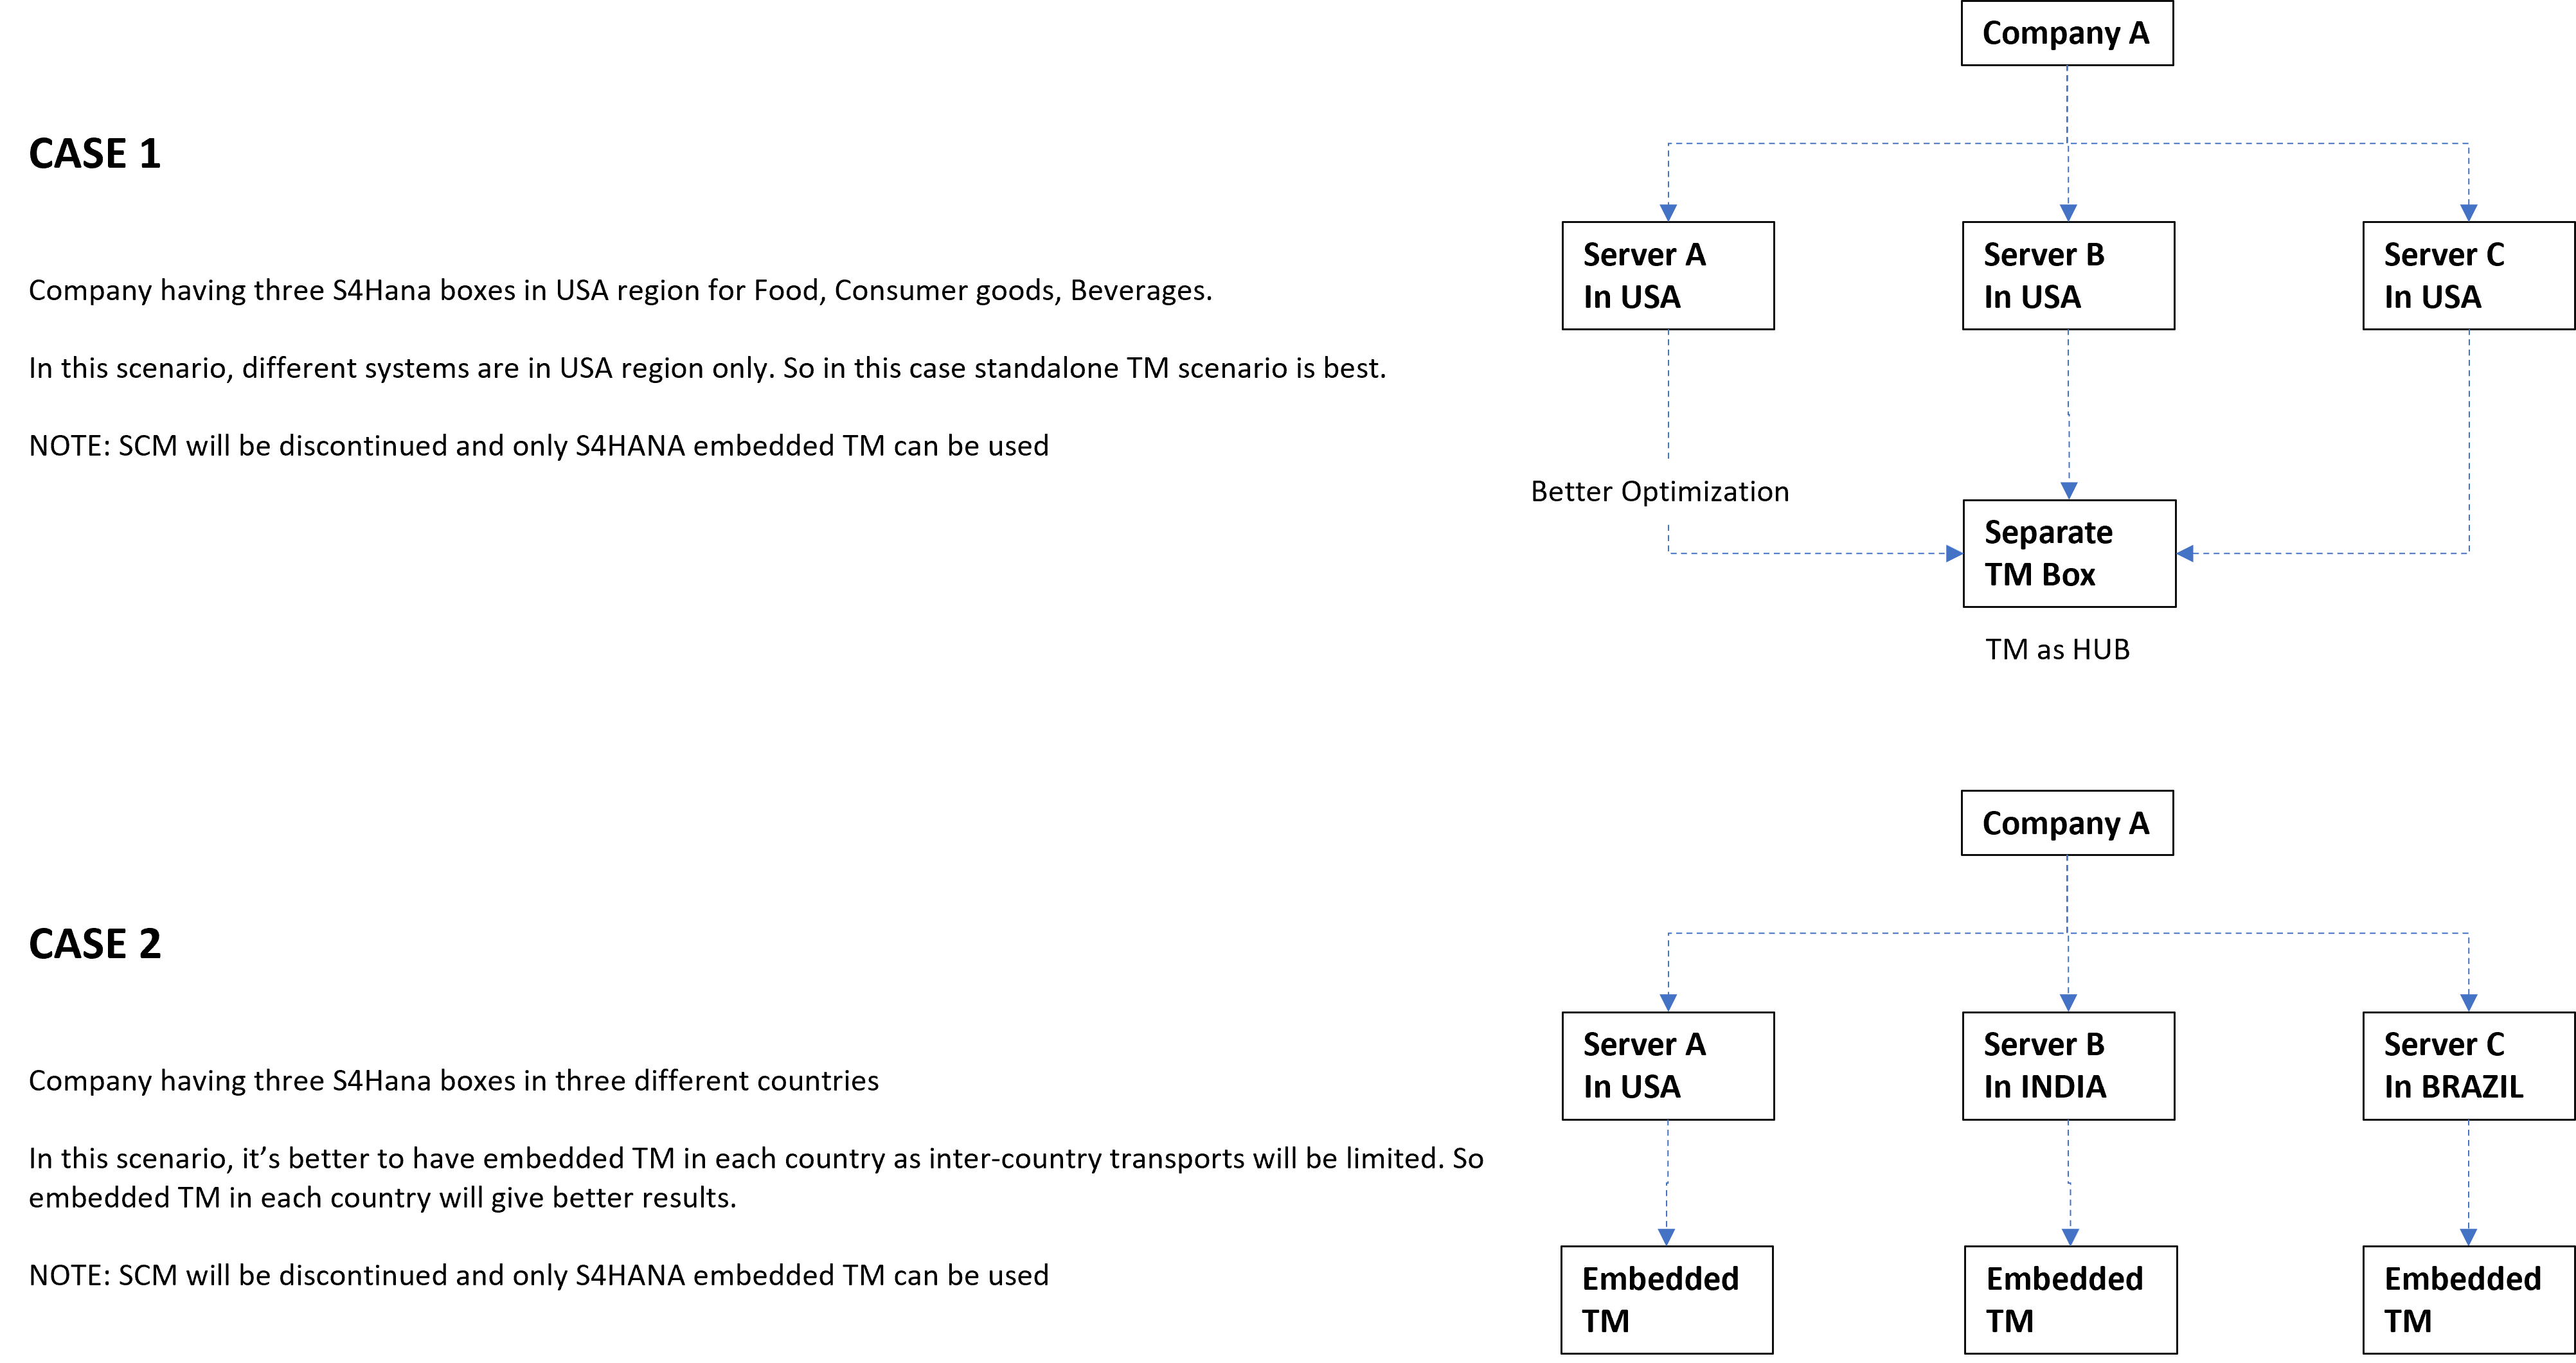 Company A
CASE 1
Server A
In USA
Server B
In USA
Server C
In USA
Company having three S4Hana boxes in USA region for Food, Consumer goods, Beverages.
In this scenario, different systems are in USA region only. So in this case standalone TM scenario is best.
NOTE: SCM will be discontinued and only S4HANA embedded TM can be used
Better Optimization
Separate
TM Box
TM as HUB
Company A
CASE 2
Server A
In USA
Server B
In INDIA
Server C
In BRAZIL
Company having three S4Hana boxes in three different countries
In this scenario, it’s better to have embedded TM in each country as inter-country transports will be limited. So
embedded TM in each country will give better results.
NOTE: SCM will be discontinued and only S4HANA embedded TM can be used
Embedded
TM
Embedded
TM
Embedded
TM